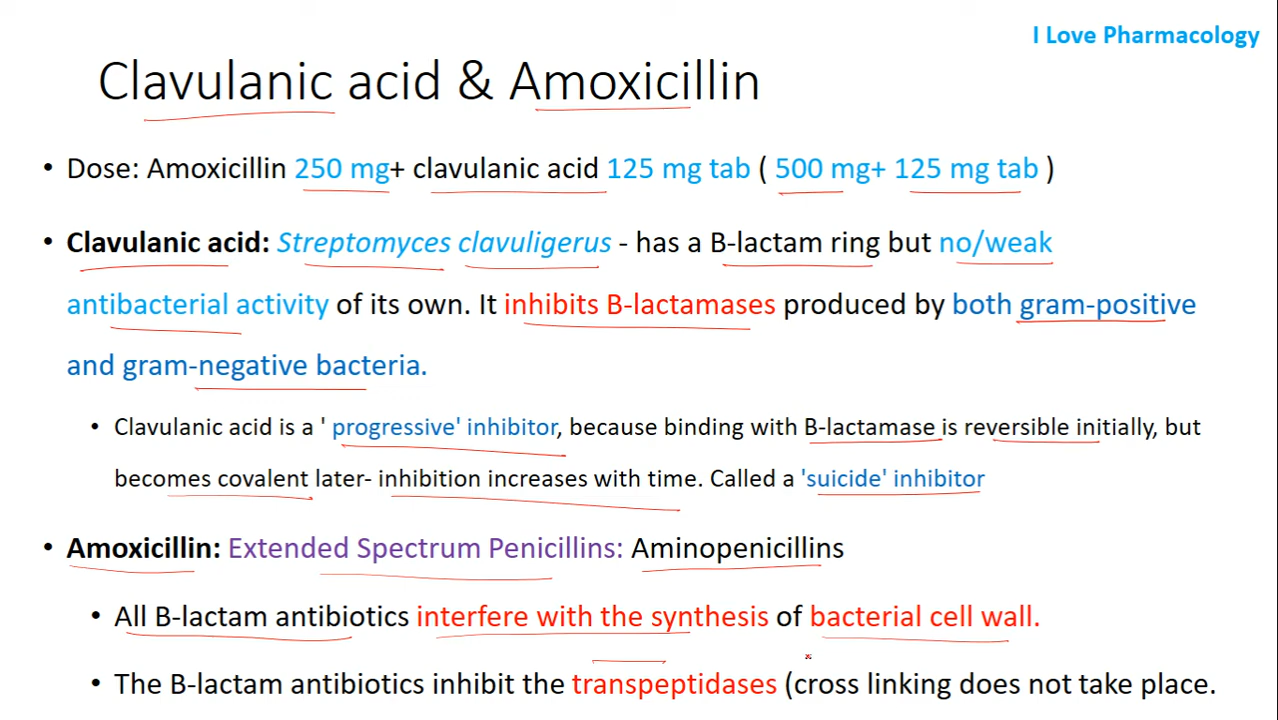 I Love Pharmacology
Clavulanic acid & Amoxicillin
• Dose: Amoxicillin 250 mg+ clavulanic acid 125 mg tab ( 500 mg+ 125 mg tab )
• Clavulanic acid: Streptomyces clavuligerus - has a B-lactam ring but no/weak
antibacterial activity of its own. It inhibits B-lactamases produced by both gram-positive
and gram-negative bacteria.
• Clavulanic acid is a ' progressive' inhibitor, because binding with B-lactamase is reversible initially, but
becomes covalent later- inhibition increases with time. Called a 'suicide' inhibitor
• Amoxicillin: Extended Spectrum Penicillins: Aminopenicillins
• All B-lactam antibiotics interfere with the synthesis of bacterial cell wall.
• The B-lactam antibiotics inhibit the transpeptidases (cross linking does not take place.